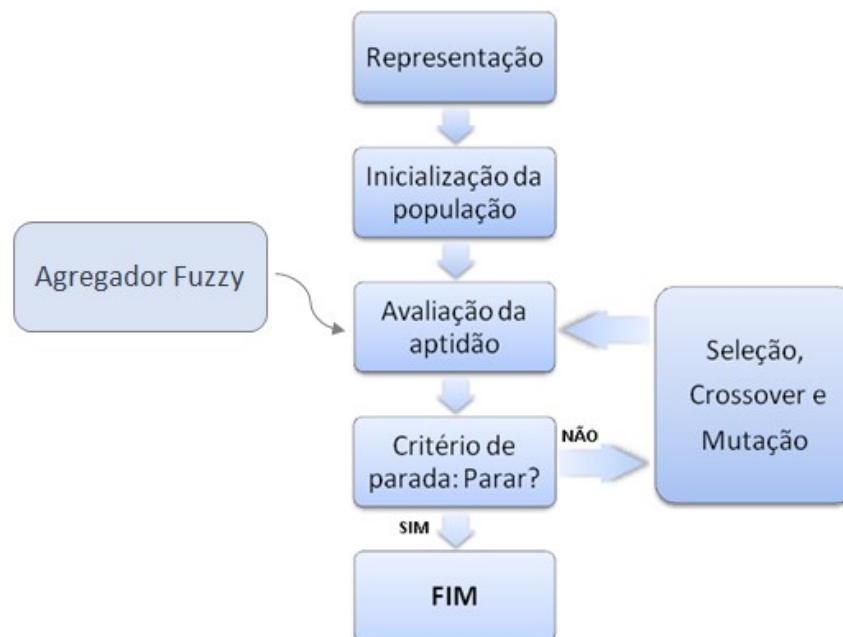 Representação
Inicialização da
população
Agregador Fuzzy
Avaliação da
aptidão
Seleção,
Crossover e
Mutação
Critério de
parada: Parar?
NÃO
SIM
FIM